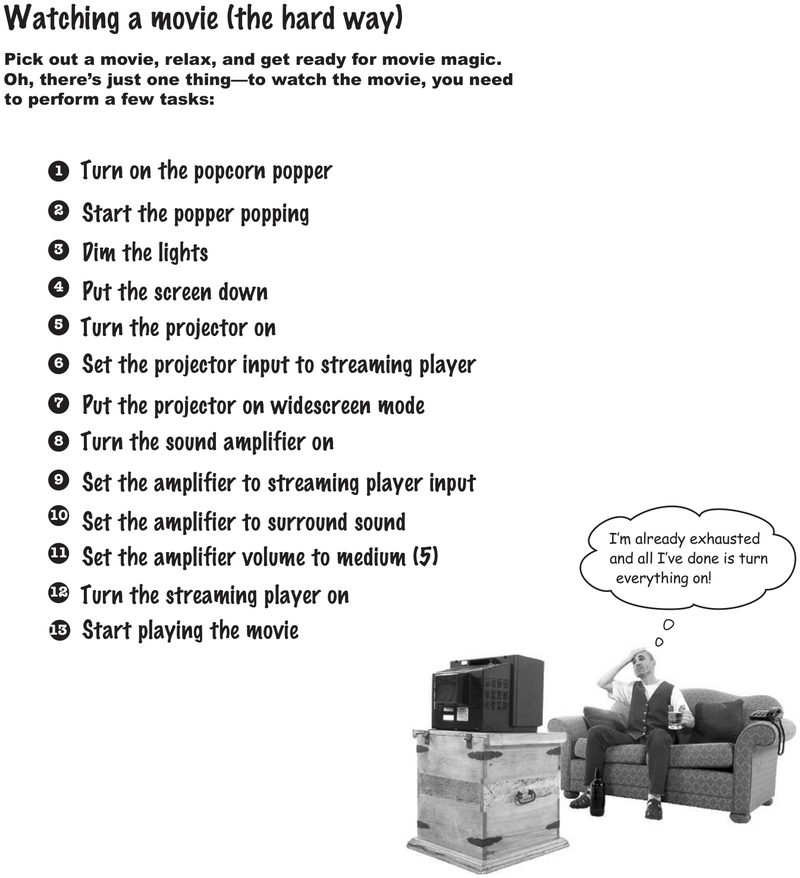 Watching a movie (the hard way)
Pick out a movie, relax, and get ready for movie magic.
Oh, there’s just one thing—to watch the movie, you need
to perform a few tasks:
1 Turn on the popcorn popper
2 Start the popper popping
3 Dim the lights
4 Put the screen down
5 Turn the projector on
6 Set the projector input to streaming player
7 Put the projector on widescreen mode
8 Turn the sound amplifier on
9 Set the amplifier to streaming player input
10 Set the amplifier to surround sound
11 Set the amplifier volume to medium (5)
12 Turn the streaming player on
13 Start playing the movie
I’m already exhausted
and all I’ve done is turn
everything on!